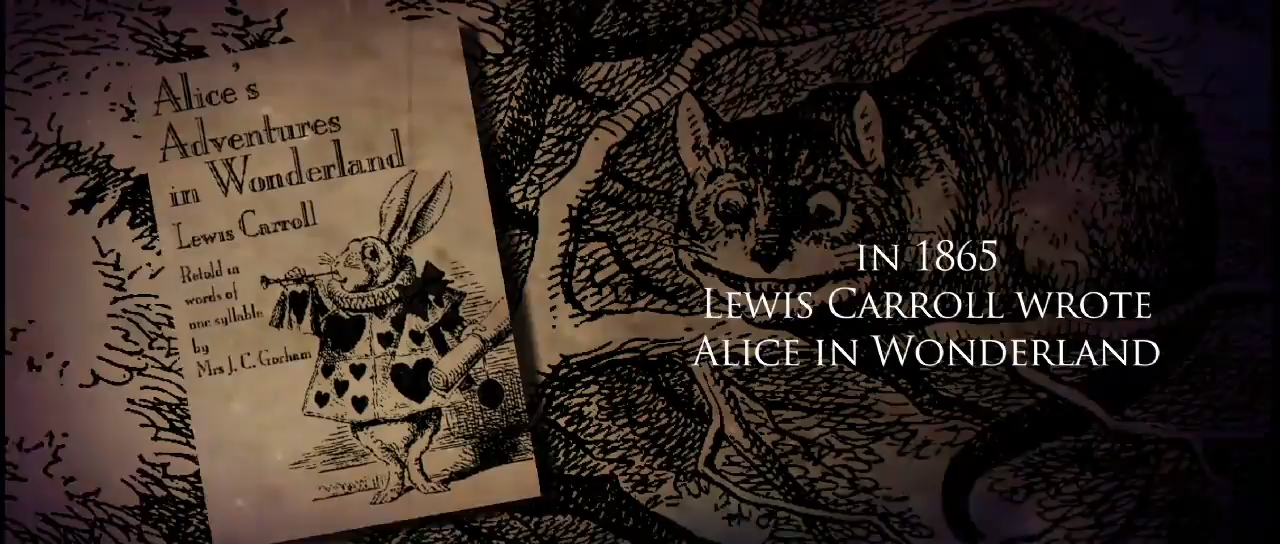 Alice's
Adventures
in Wonderland
Lewis Carroll
Retold in
words of
one syllable
by
Mrs J. C. Gorham
IN 1865
LEWIS CARROLL WROTE
ALICE IN WONDERLAND